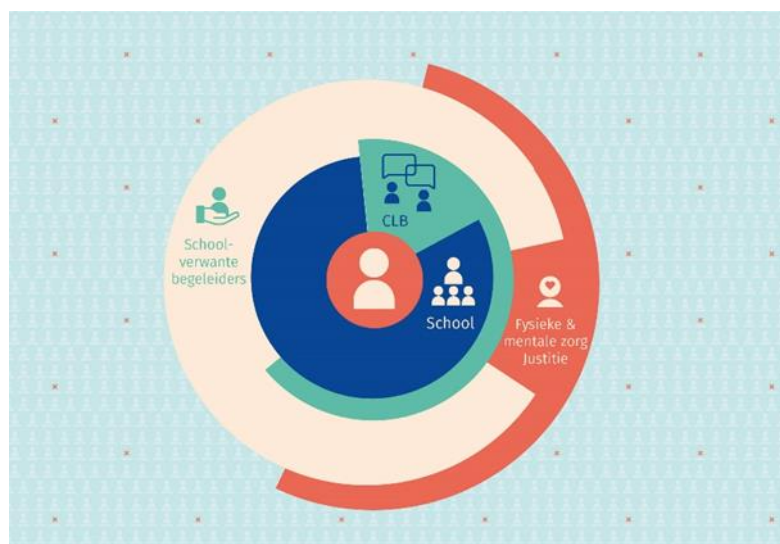 CLB
School-
verwante
begeleiders
School
Fysieke &
mentale zorg
Justitie